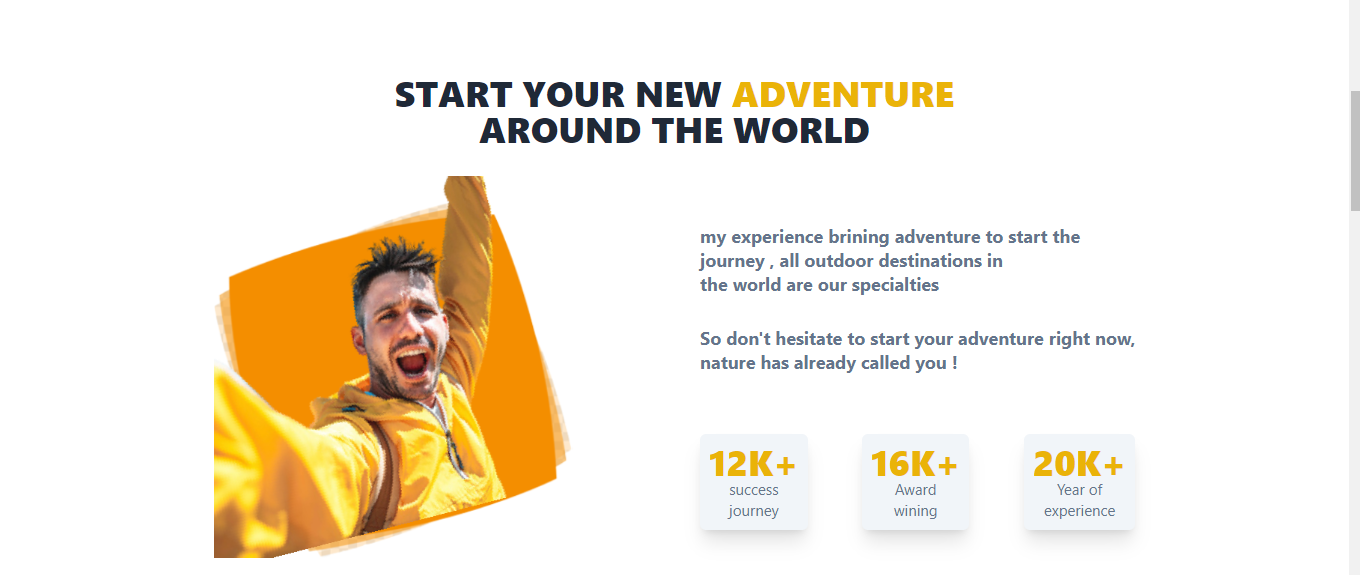 START YOUR NEW ADVENTURE
AROUND THE WORLD
my experience brining adventure to start the
journey , all outdoor destinations in
the world are our specialties
So don't hesitate to start your adventure right now,
nature has already called you !
12K+
success
journey
16K+
Award
wining
20K+
Year of
experience